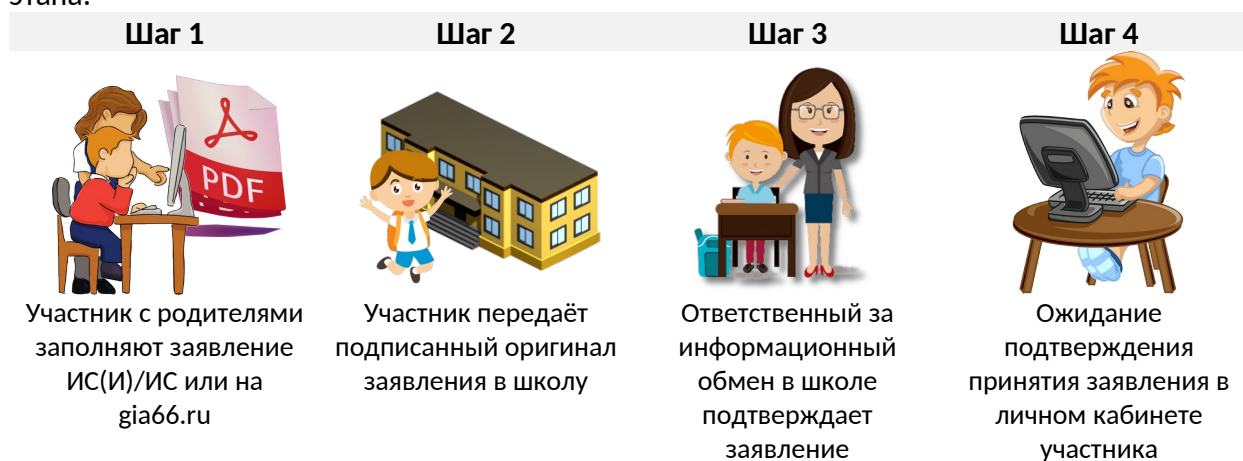 этапа:
Шаг 1 Шаг 2 Шаг 3 Шаг 4
PDF
Участник с родителями
заполняют заявление
ИС(И)/ИС или на
gia66.ru
Участник передаёт
подписанный оригинал
заявления в школу
Ответственный за
информационный
обмен в школе
подтверждает
заявление
Ожидание
подтверждения
принятия заявления в
личном кабинете
участника